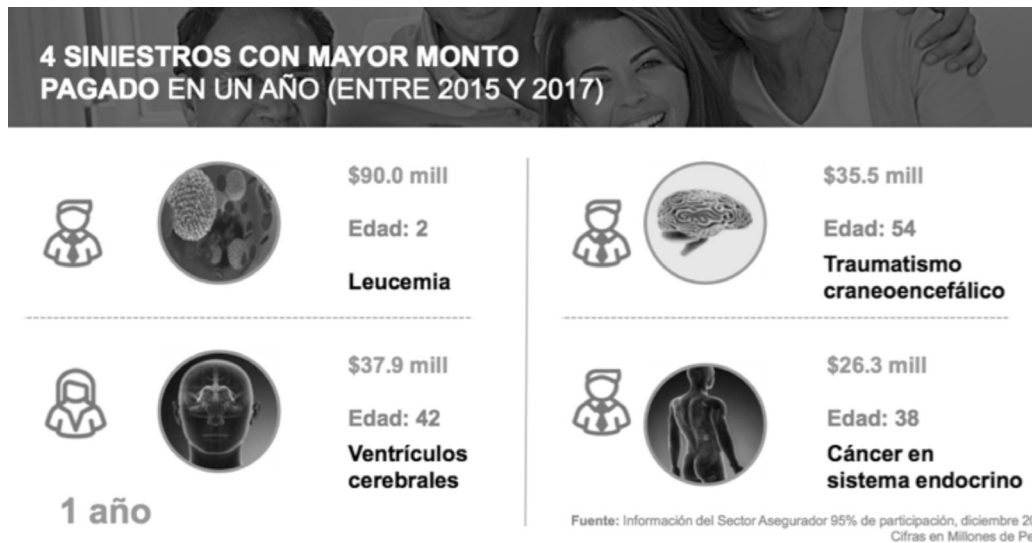 4 SINIESTROS CON MAYOR MONTO
PAGADO EN UN AÑO (ENTRE 2015 Y 2017)
$90.0 mill
Edad: 2
Leucemia
$35.5 mill
Edad: 54
Traumatismo
craneoencefálico
$37.9 mill
Edad: 42
Ventrículos
cerebrales
$26.3 mill
Edad: 38
Cáncer en
sistema endocrino
1 año
Fuente: Información del Sector Asegurador 95% de participación, diciembre
Cifras en Millones de